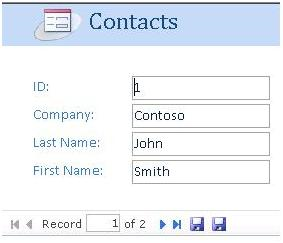 Contacts
ID: 1
Company: Contoso
Last Name: John
First Name: Smith
Record 1 of 2